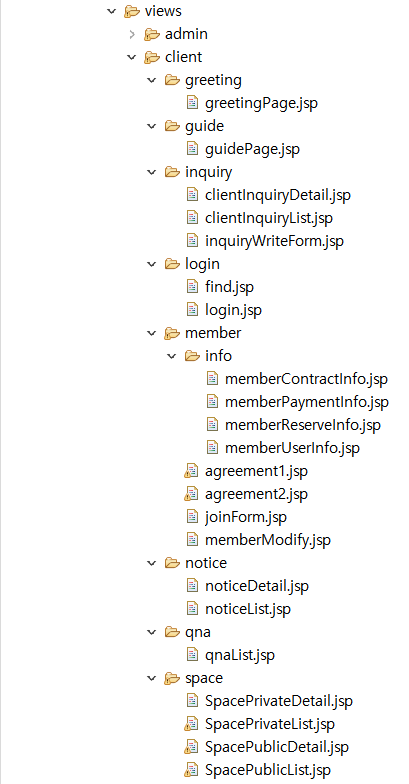 views
admin
client
greeting
greetingPage.jsp
guide
guidePage.jsp
inquiry
clientInquiryDetail.jsp
clientInquiryList.jsp
inquiryWriteForm.jsp
login
find.jsp
login.jsp
member
info
memberContractInfo.jsp
memberPaymentInfo.jsp
memberReserveInfo.jsp
memberUserInfo.jsp
agreement1.jsp
agreement2.jsp
joinForm.jsp
memberModify.jsp
notice
noticeDetail.jsp
noticeList.jsp
qna
qnaList.jsp
space
SpacePrivateDetail.jsp
SpacePrivateList.jsp
SpacePublicDetail.jsp
SpacePublicList.jsp